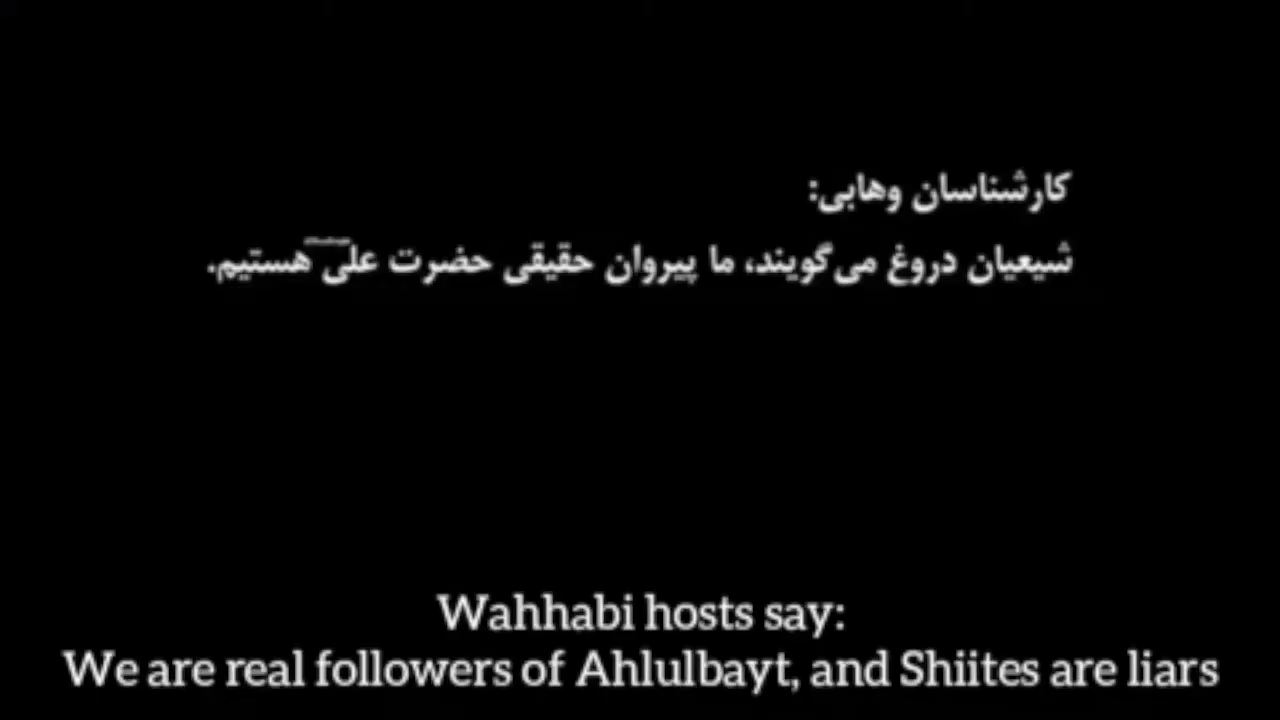 کارشناسان وهابی:
شیعیان دروغ می‌گویند، ما پیروان حقیقی حضرت علی هستیم.
Wahhabi hosts say:
We are real followers of Ahlulbayt, and Shiites are liars